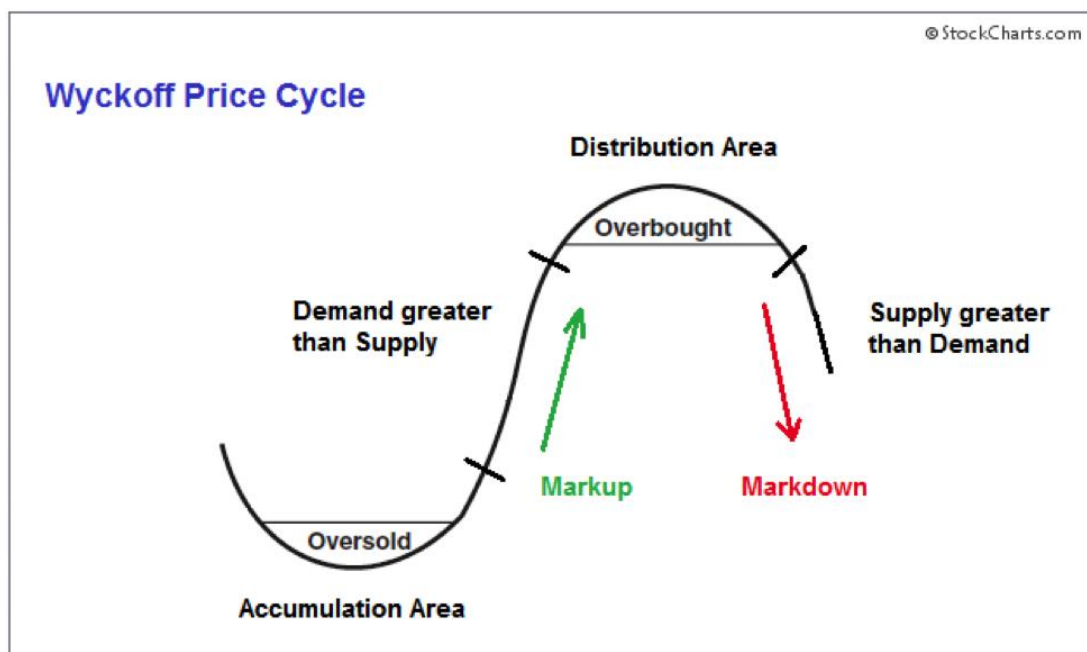 ©StockCharts.com
Wyckoff Price Cycle
Distribution Area
Overbought
Demand greater
than Supply
Supply greater
than Demand
Markup
Markdown
Oversold
Accumulation Area